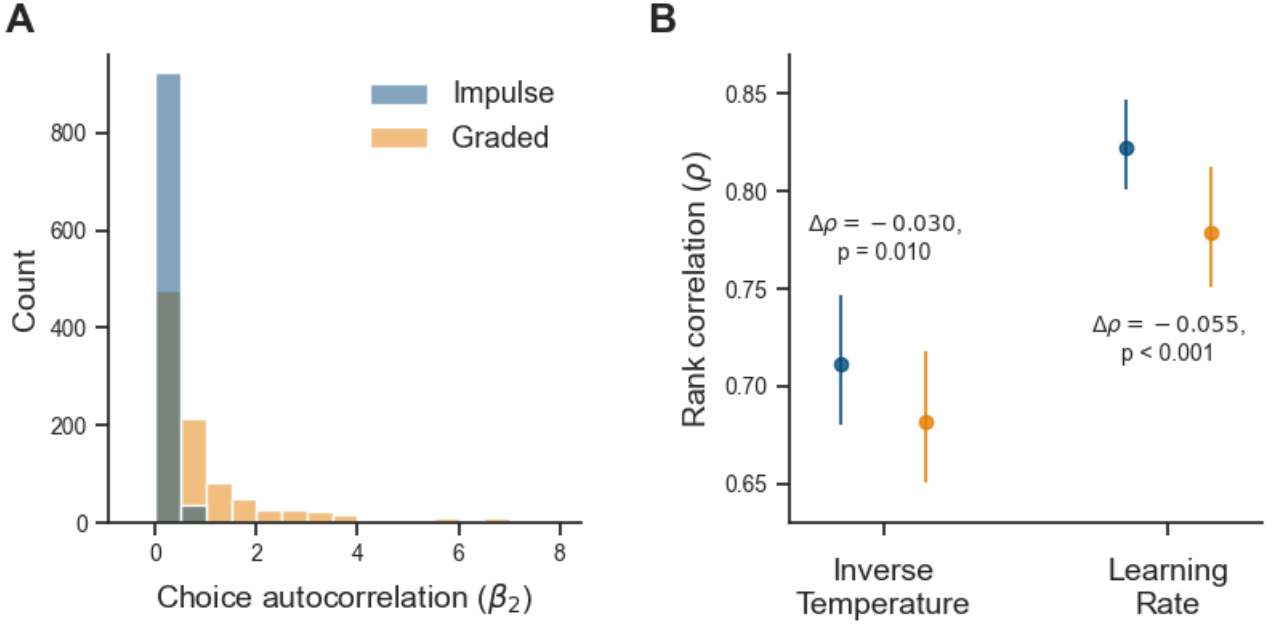 A
Count
800
600
400
200
0
0 2 4 6 8
Choice autocorrelation (β₂)
Impulse
Graded
B
Rank correlation (ρ)
0.85
0.80
0.75
0.70
0.65
Δρ = − 0.030,
p = 0.010
Δρ = − 0.055,
p < 0.001
Inverse
Temperature
Learning
Rate